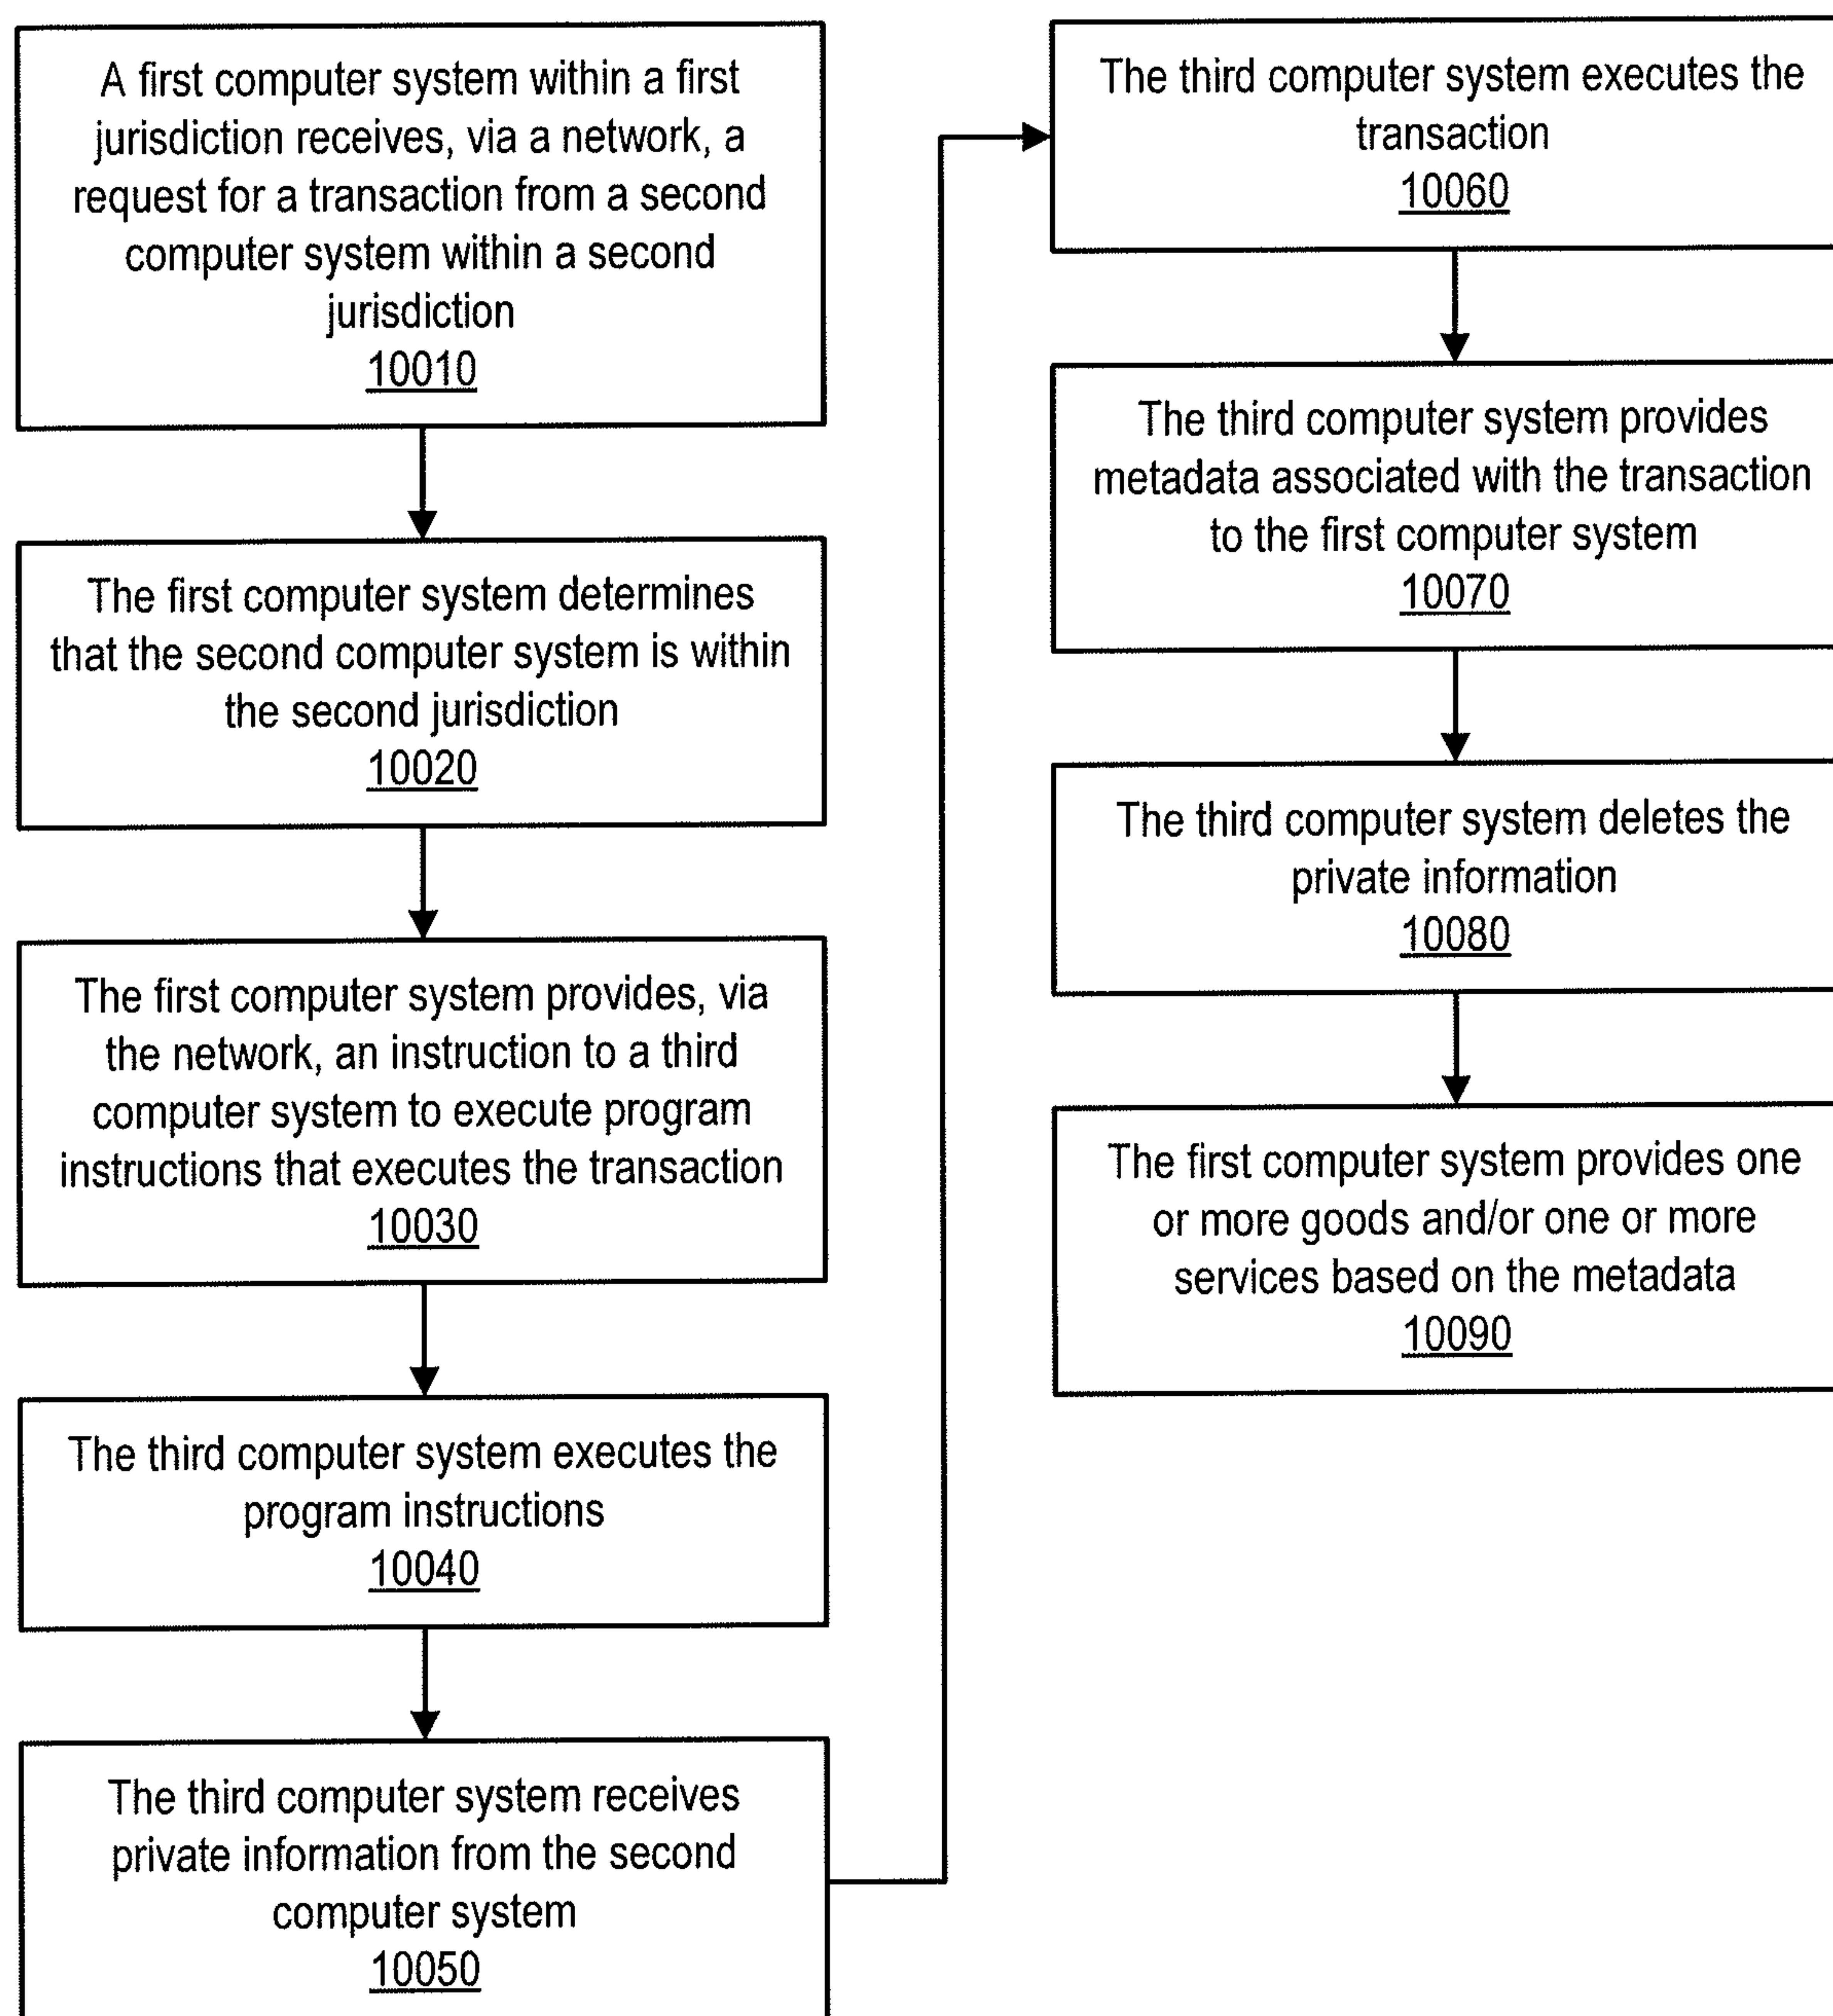 A first computer system within a first
jurisdiction receives, via a network, a
request for a transaction from a second
computer system within a second
jurisdiction
10010
The first computer system determines
that the second computer system is within
the second jurisdiction
10020
The first computer system provides, via
the network, an instruction to a third
computer system to execute program
instructions that executes the transaction
10030
The third computer system executes the
program instructions
10040
The third computer system receives
private information from the second
computer system
10050
The third computer system executes the
transaction
10060
The third computer system provides
metadata associated with the transaction
to the first computer system
10070
The third computer system deletes the
private information
10080
The first computer system provides one
or more goods and/or one or more
services based on the metadata
10090